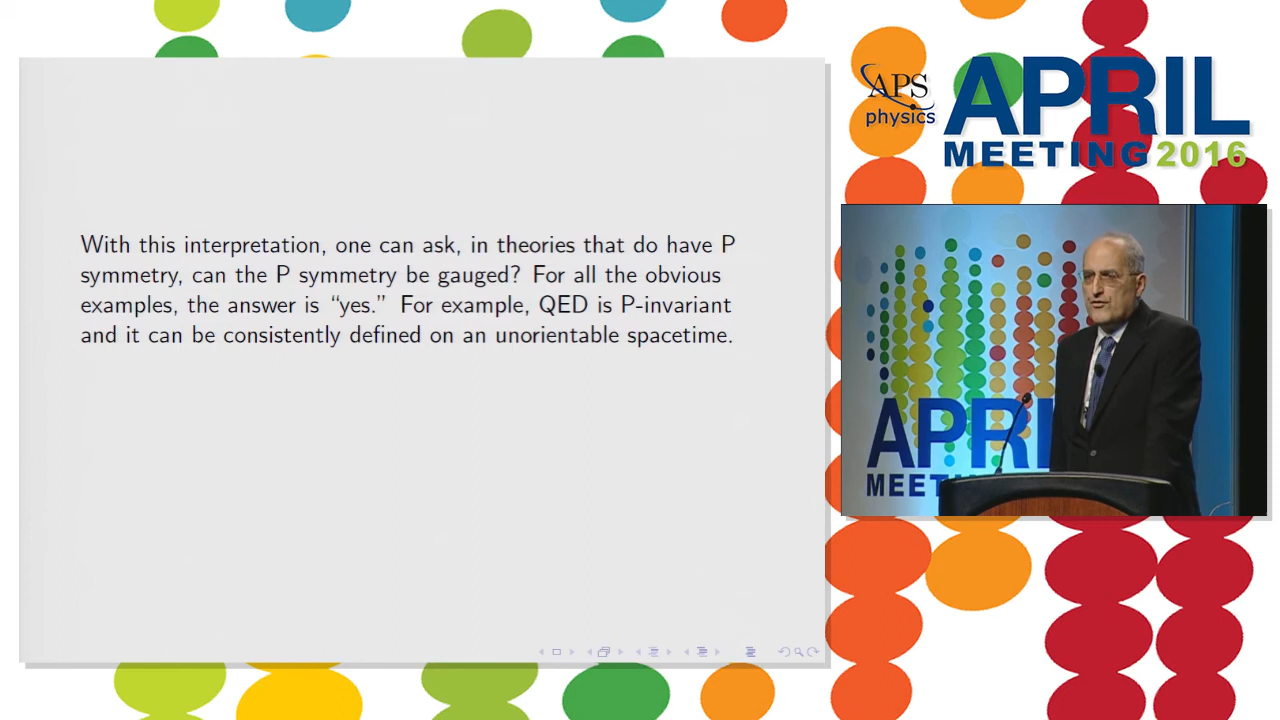 With this interpretation, one can ask, in theories that do have P
symmetry, can the P symmetry be gauged? For all the obvious
examples, the answer is “yes.” For example, QED is P-invariant
and it can be consistently defined on an unorientable spacetime.
APS
physics
APRIL
MEETING 2016
APRI
MEET